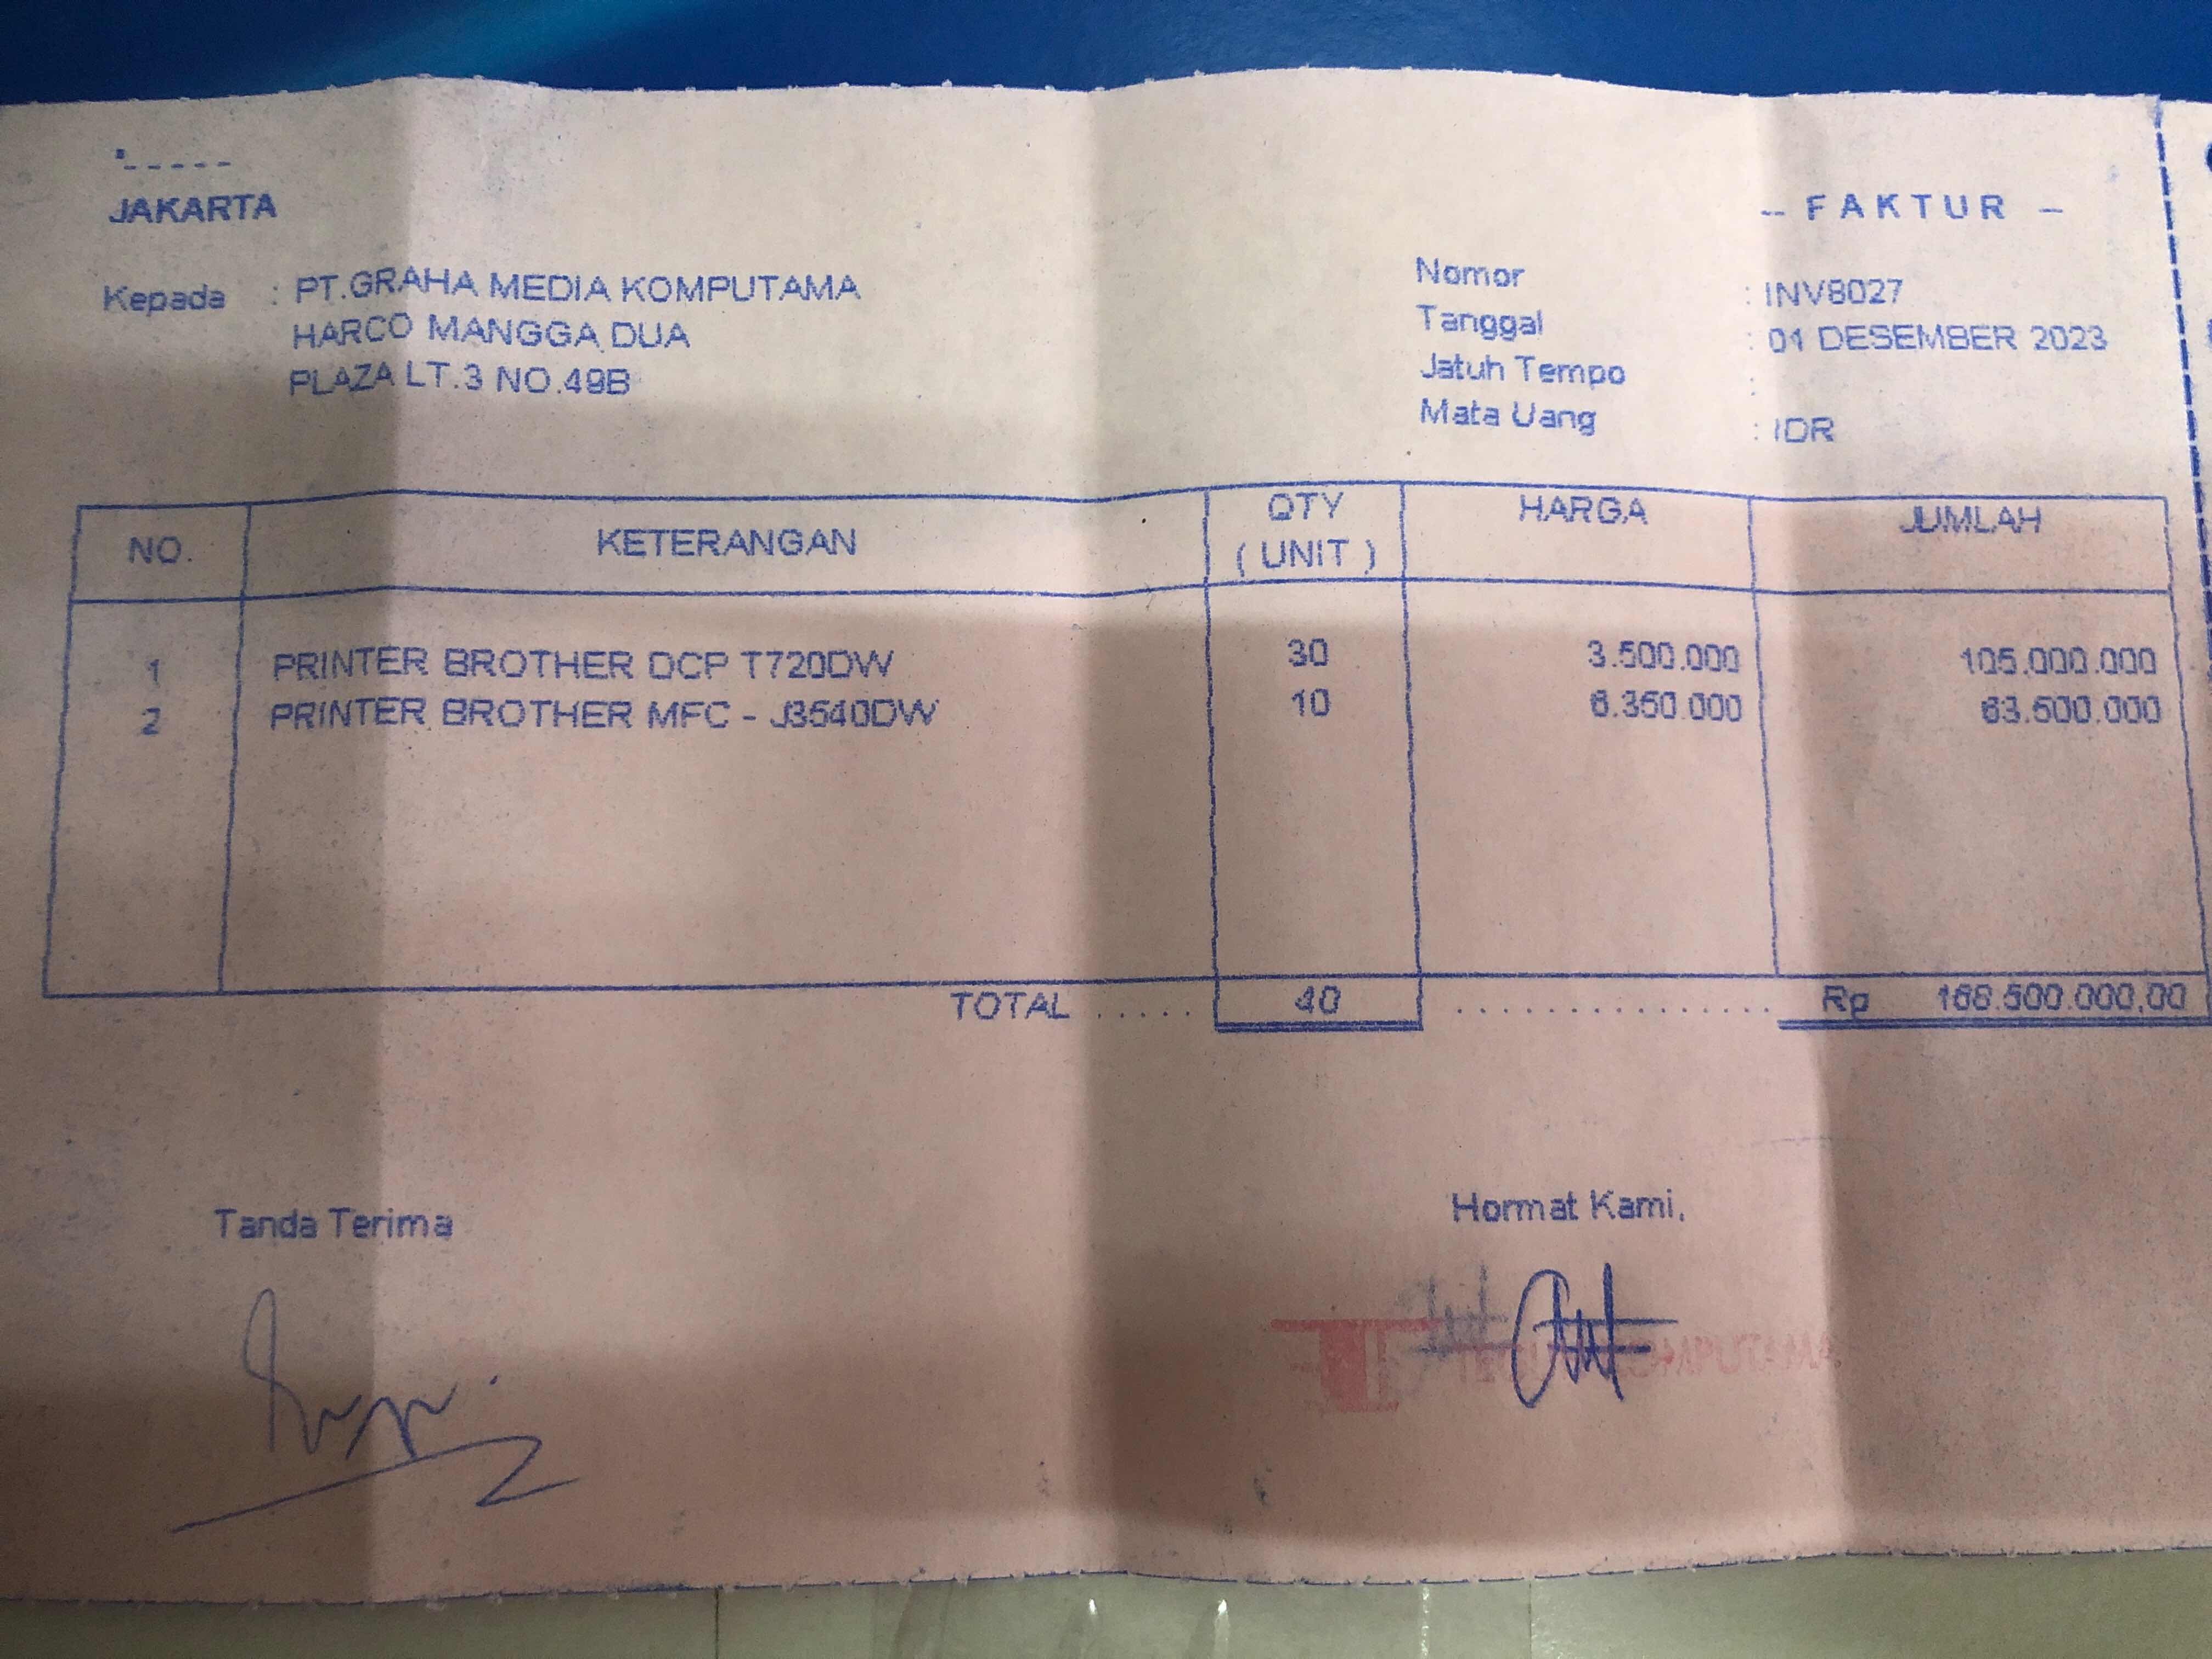 JAKARTA
-- F A K T U R --
Kepada : PT.GRAHA MEDIA KOMPUTAMA
HARCO MANGGA DUA
PLAZA LT.3 NO.49B
Nomor : INV8027
Tanggal : 01 DESEMBER 2023
Jatuh Tempo :
Mata Uang : IDR
NO. KETERANGAN QTY ( UNIT ) HARGA JUMLAH
1 PRINTER BROTHER DCP T720DW 30 3.500.000 105.000.000
2 PRINTER BROTHER MFC - J3540DW 10 6.350.000 63.500.000
TOTAL ..... 40 ................ Rp 168.500.000,00
Tanda Terima
Hormat Kami,
KOMPUTAMA